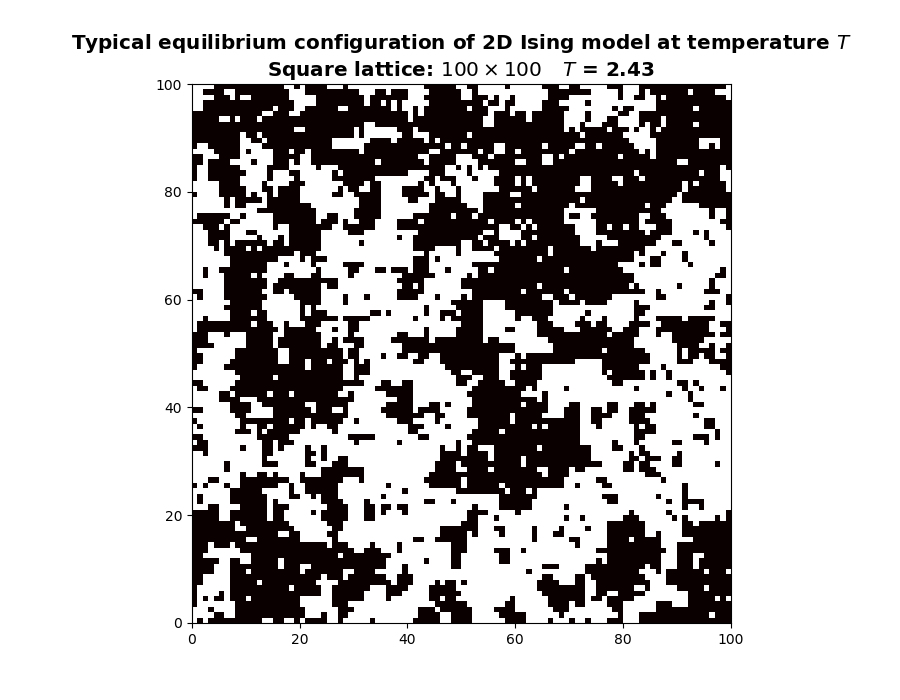 Typical equilibrium configuration of 2D Ising model at temperature T
Square lattice: 100 × 100 T = 2.43
100
80
60
40
20
0
0 20 40 60 80 100